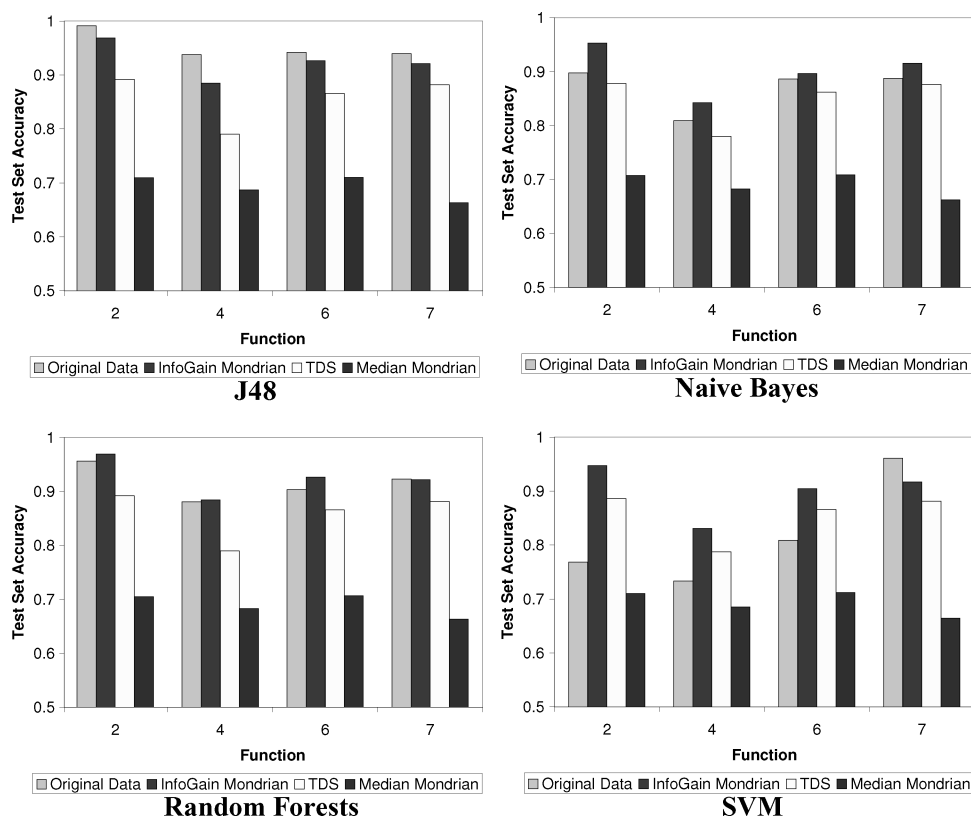 1
0.9
0.8
0.7
0.6
0.5
Test Set Accuracy
2 4 6 7
Function
Original Data InfoGain Mondrian TDS Median Mondrian
J48
1
0.9
0.8
0.7
0.6
0.5
Test Set Accuracy
2 4 6 7
Function
Original Data InfoGain Mondrian TDS Median Mondrian
Naive Bayes
1
0.9
0.8
0.7
0.6
0.5
Test Set Accuracy
2 4 6 7
Function
Original Data InfoGain Mondrian TDS Median Mondrian
Random Forests
1
0.9
0.8
0.7
0.6
0.5
Test Set Accuracy
2 4 6 7
Function
Original Data InfoGain Mondrian TDS Median Mondrian
SVM